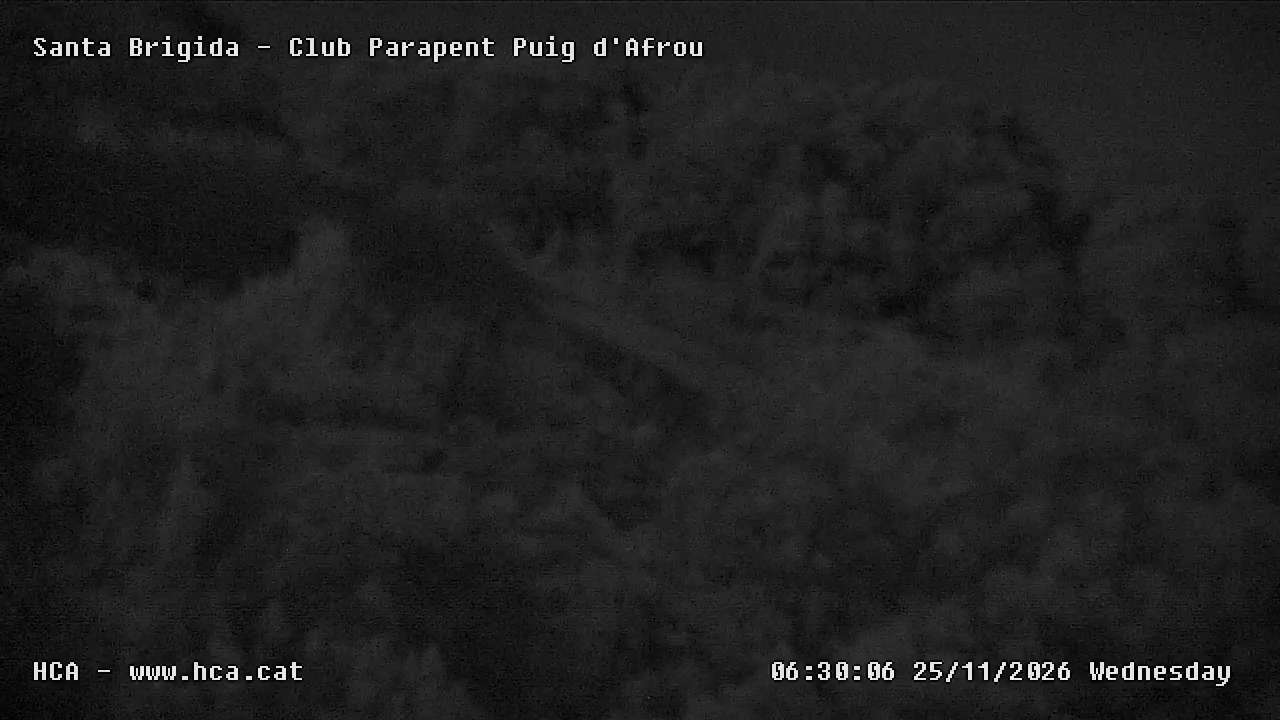 Santa Brigida - Club Parapent Puig d'Afrou
HCA - www.hca.cat
06:30:06 25/11/2026 Wednesday